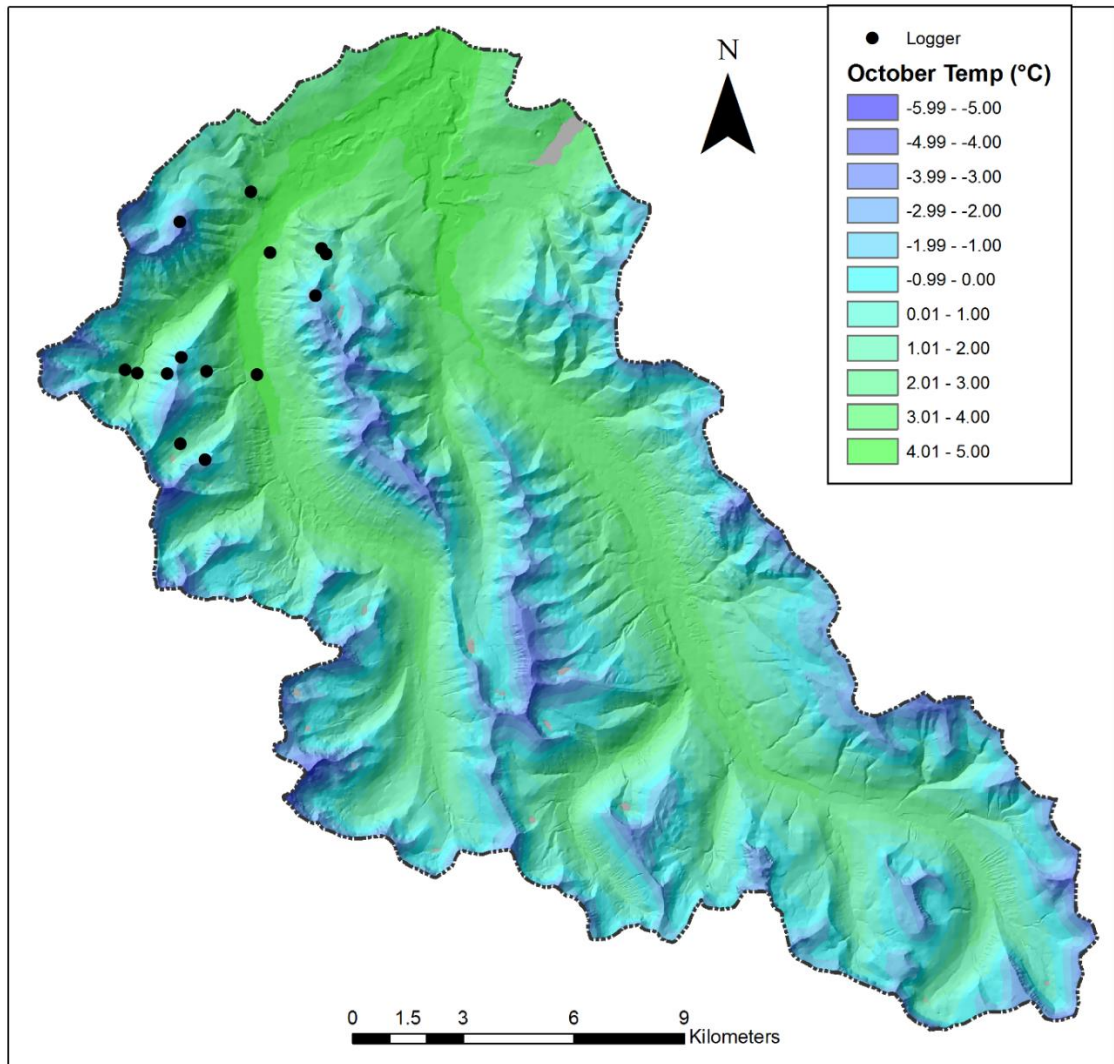 N
Logger
October Temp (°C)
-5.99 - -5.00
-4.99 - -4.00
-3.99 - -3.00
-2.99 - -2.00
-1.99 - -1.00
-0.99 - 0.00
0.01 - 1.00
1.01 - 2.00
2.01 - 3.00
3.01 - 4.00
4.01 - 5.00
0 1.5 3 6 9
Kilometers